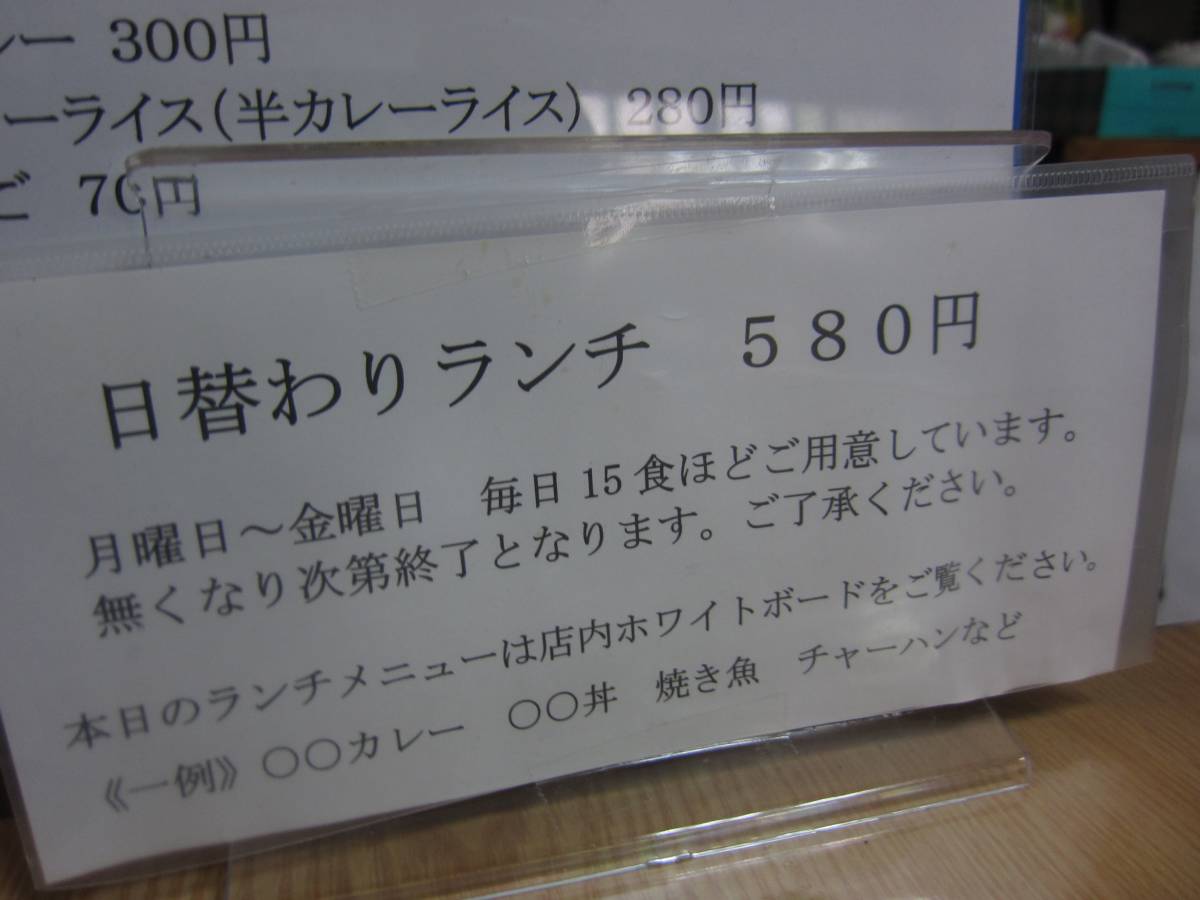 レー 300円
ーライス(半カレーライス) 280円
ご 70円
日替わりランチ 580円
月曜日～金曜日 毎日15食ほどご用意しています。
無くなり次第終了となります。ご了承ください。
本日のランチメニューは店内ホワイトボードをご覧ください。
《一例》〇〇カレー 〇〇丼 焼き魚 チャーハンなど